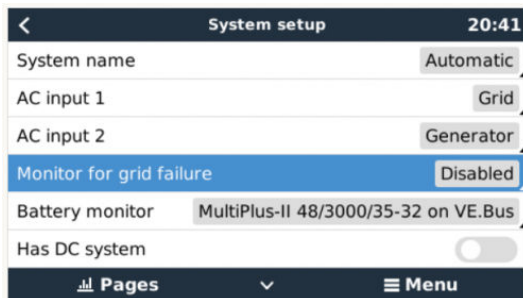 System setup 20:41
System name Automatic
AC input 1 Grid
AC input 2 Generator
Monitor for grid failure Disabled
Battery monitor MultiPlus-II 48/3000/35-32 on VE.Bus
Has DC system
Pages Menu